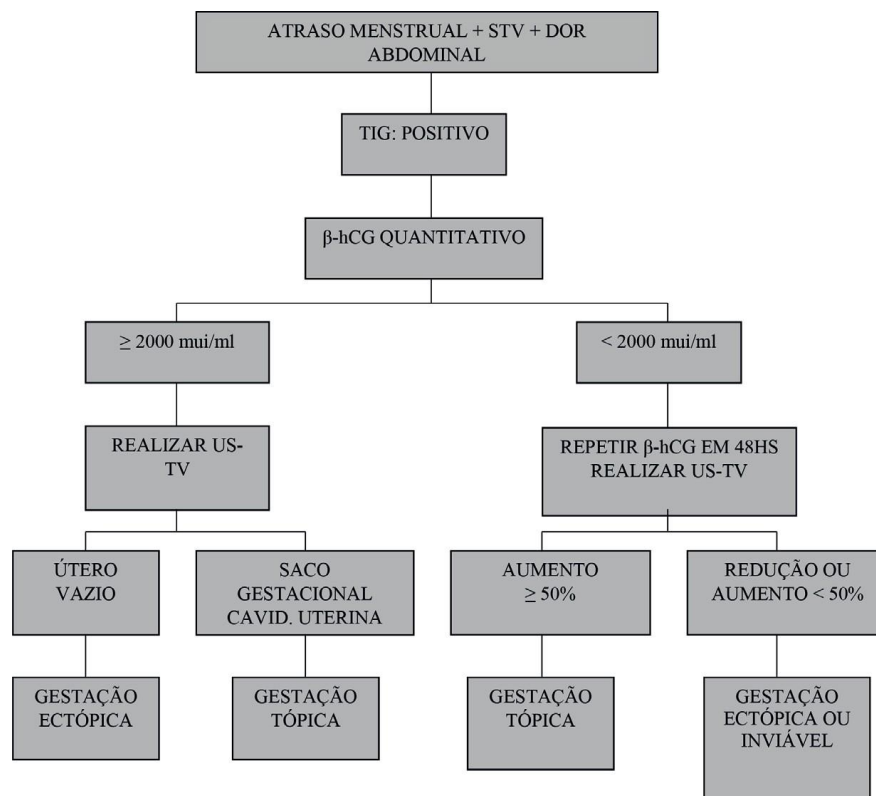 ATRASO MENSTRUAL + STV + DOR
ABDOMINAL
TIG: POSITIVO
β-hCG QUANTITATIVO
≥ 2000 mui/ml
< 2000 mui/ml
REALIZAR US-
TV
REPETIR β-hCG EM 48HS
REALIZAR US-TV
ÚTERO
VAZIO
SACO
GESTACIONAL
CAVID. UTERINA
AUMENTO
≥ 50%
REDUÇÃO OU
AUMENTO < 50%
GESTAÇÃO
ECTÓPICA
GESTAÇÃO
TÓPICA
GESTAÇÃO
TÓPICA
GESTAÇÃO
ECTÓPICA OU
INVIÁVEL